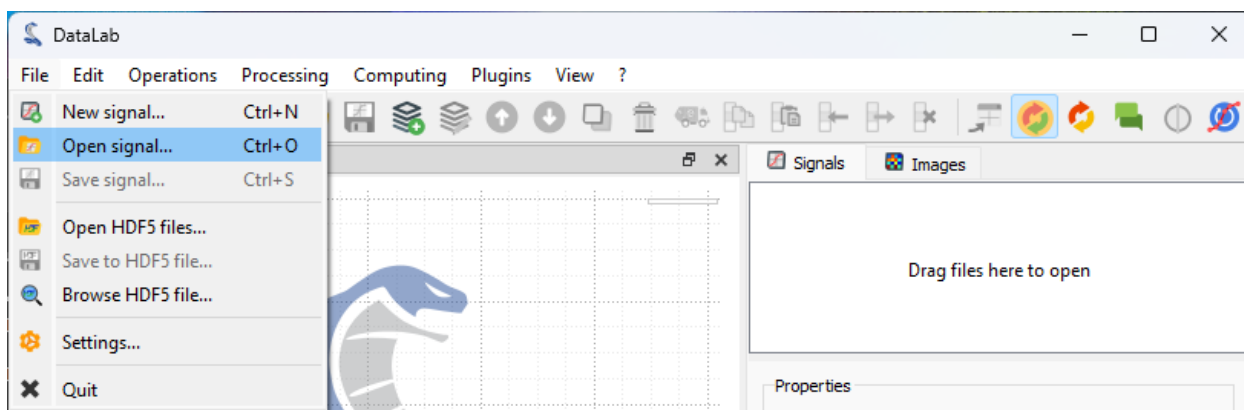 DataLab
File Edit Operations Processing Computing Plugins View ?
New signal... Ctrl+N
Open signal... Ctrl+O
Save signal... Ctrl+S
Open HDF5 files...
Save to HDF5 file...
Browse HDF5 file...
Settings...
Quit
Signals Images
Drag files here to open
Properties